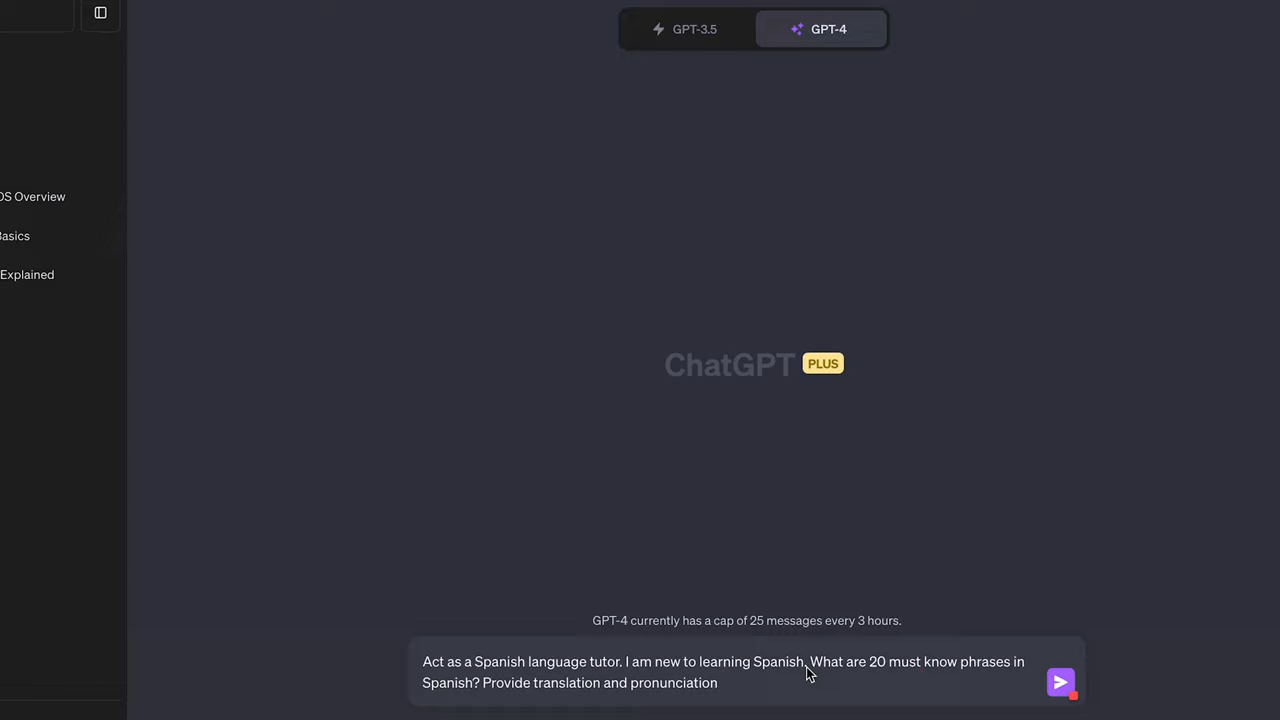 GPT-3.5
GPT-4
OS Overview
Basics
Explained
ChatGPT PLUS
GPT-4 currently has a cap of 25 messages every 3 hours.
Act as a Spanish language tutor. I am new to learning Spanish. What are 20 must know phrases in
Spanish? Provide translation and pronunciation